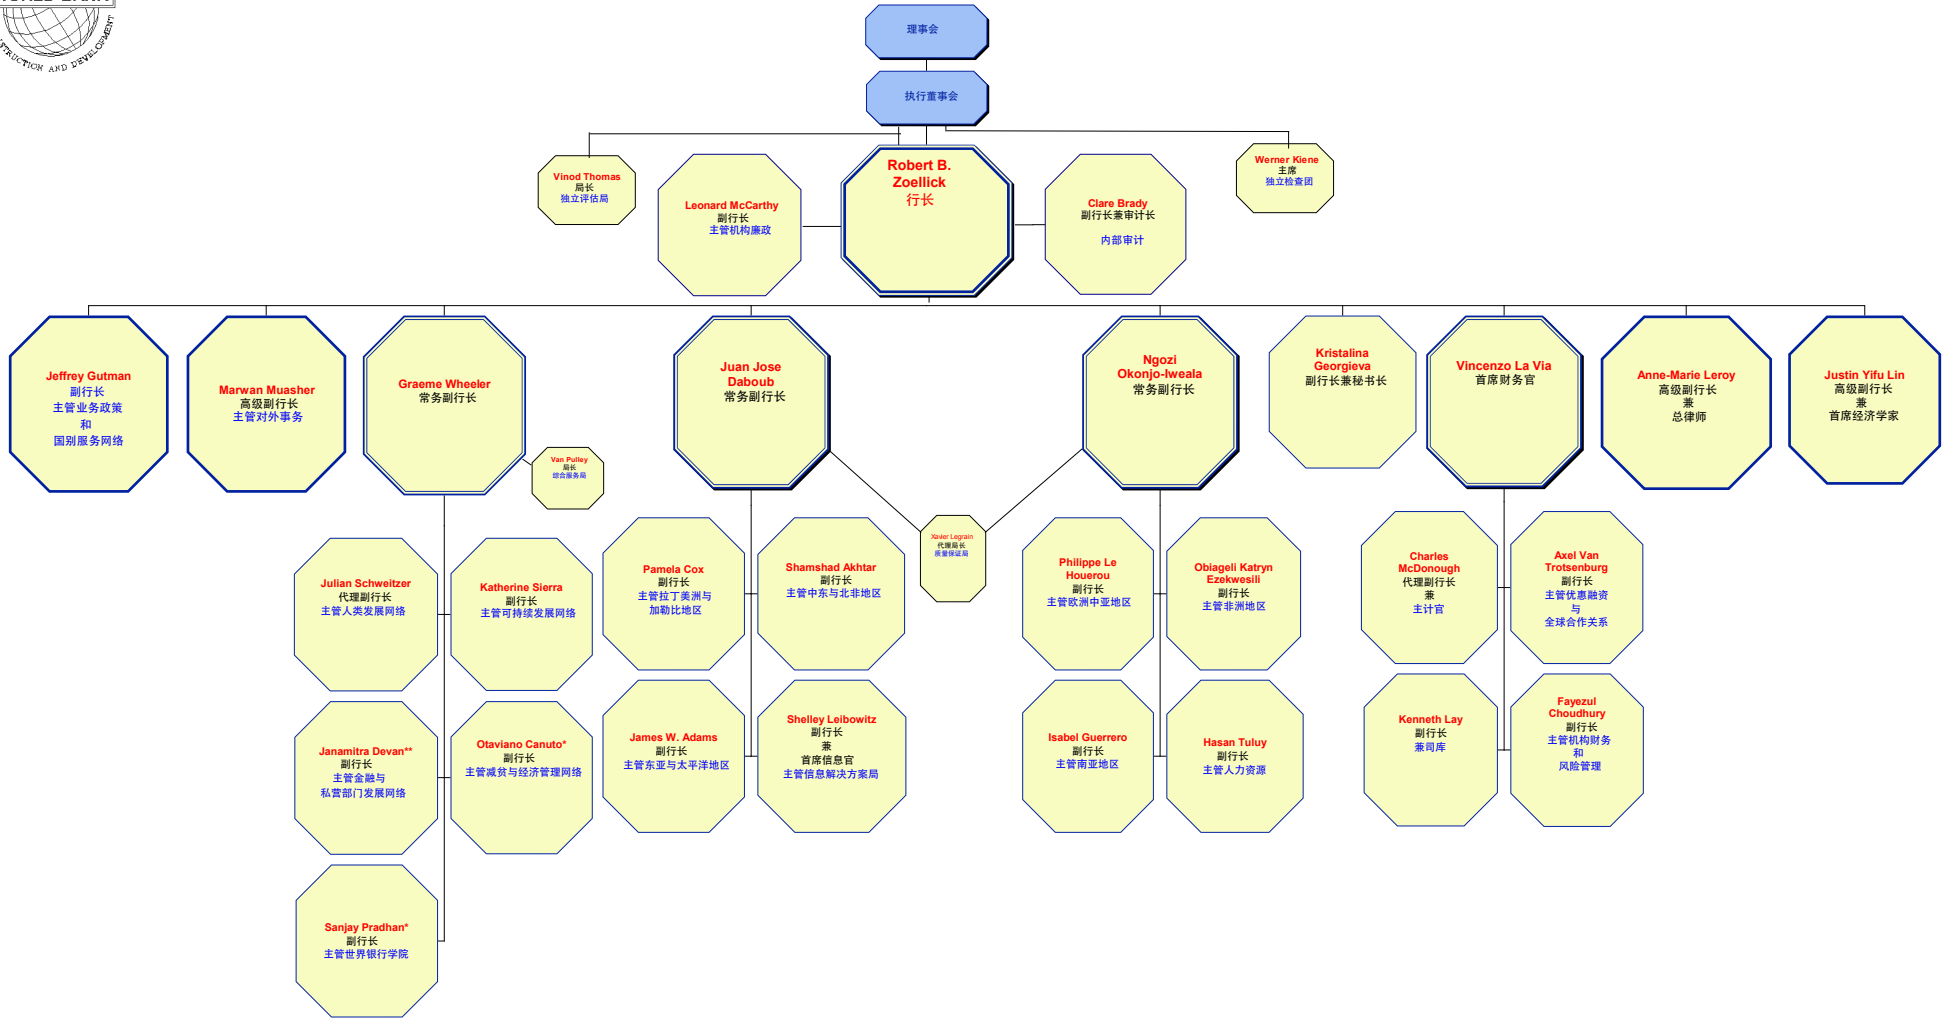 STRUCTION AND DEVELOPMENT
理事会
执行董事会
Vinod Thomas
局长
独立评估局
Leonard McCarthy
副行长
主管机构廉政
Robert B.
Zoellick
行长
Clare Brady
副行长兼审计长
内部审计
Werner Kiene
主席
独立检查团
Jeffrey Gutman
副行长
主管业务政策
和
国别服务网络
Marwan Muasher
高级副行长
主管对外事务
Graeme Wheeler
常务副行长
Van Pulley
局长
综合服务局
Juan Jose
Daboub
常务副行长
Ngozi
Okonjo-Iweala
常务副行长
Kristalina
Georgieva
副行长兼秘书长
Vincenzo La Via
首席财务官
Anne-Marie Leroy
高级副行长
兼
总律师
Justin Yifu Lin
高级副行长
兼
首席经济学家
Xavier Legrain
代理局长
质量保证局
Julian Schweitzer
代理副行长
主管人类发展网络
Katherine Sierra
副行长
主管可持续发展网络
Pamela Cox
副行长
主管拉丁美洲与
加勒比地区
Shamshad Akhtar
副行长
主管中东与北非地区
Philippe Le
Houerou
副行长
主管欧洲中亚地区
Obiageli Katryn
Ezekwesili
副行长
主管非洲地区
Charles
McDonough
代理副行长
兼
主计官
Axel Van
Trotsenburg
副行长
主管优惠融资
与
全球合作关系
Janamitra Devan**
副行长
主管金融与
私营部门发展网络
Otaviano Canuto*
副行长
主管减贫与经济管理网络
James W. Adams
副行长
主管东亚与太平洋地区
Shelley Leibowitz
副行长
兼
首席信息官
主管信息解决方案局
Isabel Guerrero
副行长
主管南亚地区
Hasan Tuluy
副行长
主管人力资源
Kenneth Lay
副行长
兼司库
Fayezul
Choudhury
副行长
主管机构财务
和
风险管理
Sanjay Pradhan*
副行长
主管世界银行学院